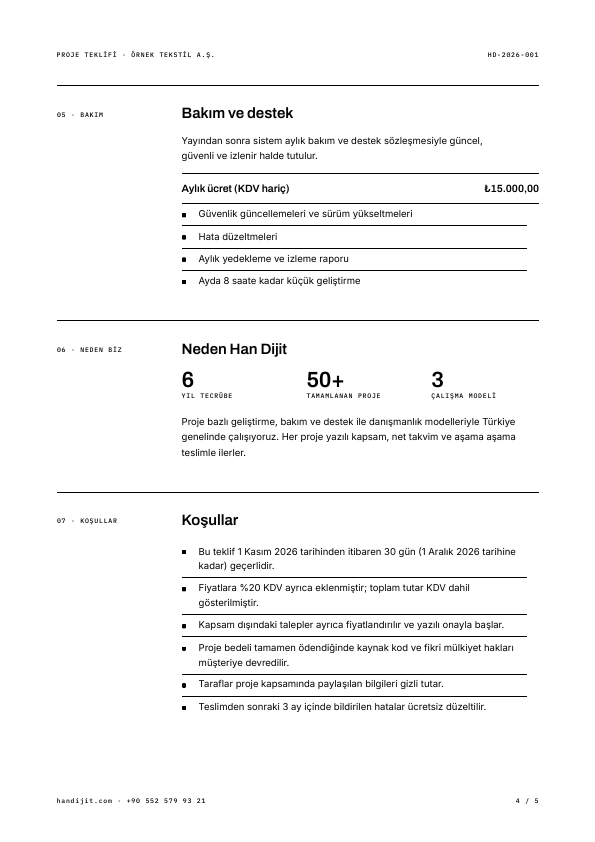 PROJE TEKLİFİ · ÖRNEK TEKSTİL A.Ş.
HD-2026-001
05 · BAKIM
Bakım ve destek
Yayından sonra sistem aylık bakım ve destek sözleşmesiyle güncel,
güvenli ve izlenir halde tutulur.
Aylık ücret (KDV hariç)
₺15.000,00
Güvenlik güncellemeleri ve sürüm yükseltmeleri
Hata düzeltmeleri
Aylık yedekleme ve izleme raporu
Ayda 8 saate kadar küçük geliştirme
06 · NEDEN BİZ
Neden Han Dijit
6
YIL TECRÜBE
50+
TAMAMLANAN PROJE
3
ÇALIŞMA MODELİ
Proje bazlı geliştirme, bakım ve destek ile danışmanlık modelleriyle Türkiye
genelinde çalışıyoruz. Her proje yazılı kapsam, net takvim ve aşama aşama
teslimle ilerler.
07 · KOŞULLAR
Koşullar
Bu teklif 1 Kasım 2026 tarihinden itibaren 30 gün (1 Aralık 2026 tarihine
kadar) geçerlidir.
Fiyatlara %20 KDV ayrıca eklenmiştir; toplam tutar KDV dahil
gösterilmiştir.
Kapsam dışındaki talepler ayrıca fiyatlandırılır ve yazılı onayla başlar.
Proje bedeli tamamen ödendiğinde kaynak kod ve fikri mülkiyet hakları
müşteriye devredilir.
Taraflar proje kapsamında paylaşılan bilgileri gizli tutar.
Teslimden sonraki 3 ay içinde bildirilen hatalar ücretsiz düzeltilir.
handijit.com · +90 552 579 93 21
4 / 5